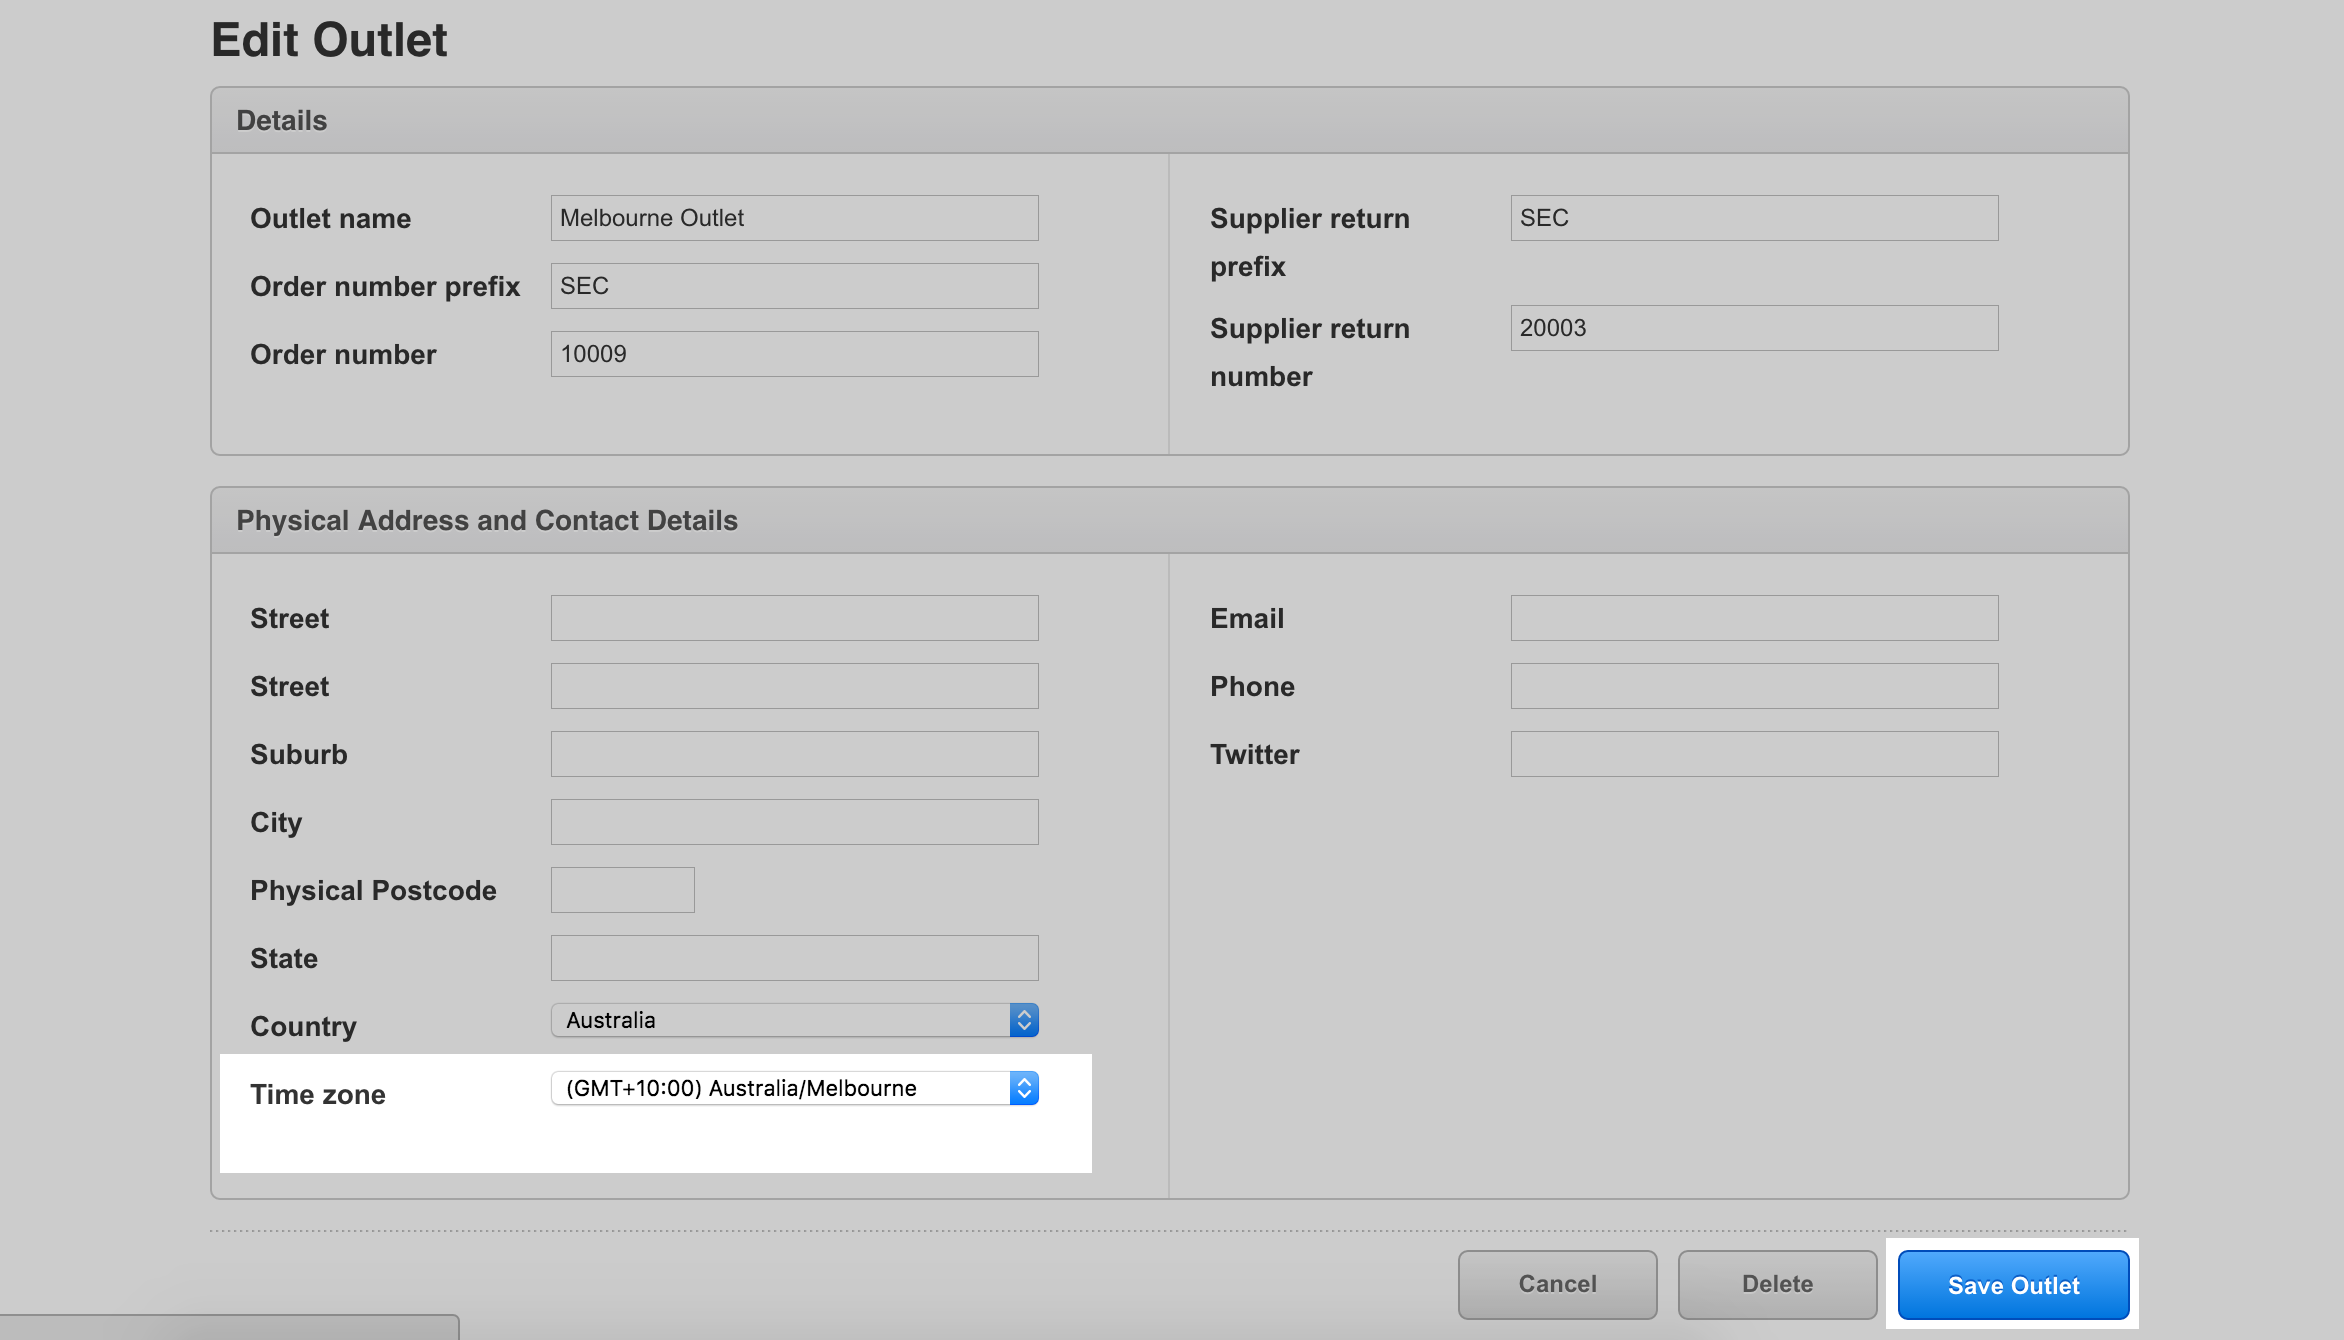 Edit Outlet
Details
Outlet name
Melbourne Outlet
Order number prefix
SEC
Order number
10009
Supplier return
prefix
SEC
Supplier return
number
20003
Physical Address and Contact Details
Street
Street
Suburb
City
Physical Postcode
State
Country
Australia
Time zone
(GMT+10:00) Australia/Melbourne
Email
Phone
Twitter
Cancel
Delete
Save Outlet